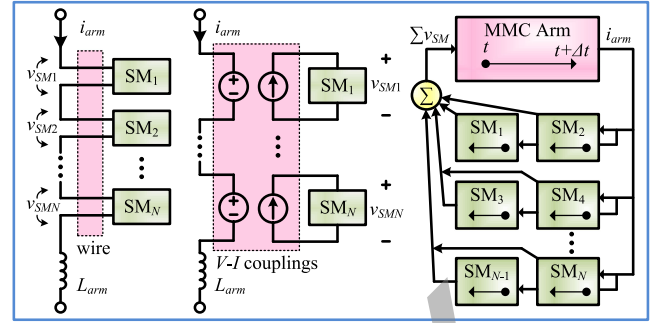 i_arm
v_SM1
SM_1
v_SM2
SM_2
v_SMN
SM_N
wire
L_arm
i_arm
+
−
SM_1
+
v_SM1
−
+
−
SM_N
+
v_SMN
−
V-I couplings
L_arm
∑v_SM
MMC Arm
i_arm
t
t+Δt
∑
SM_1
SM_2
SM_3
SM_4
SM_N-1
SM_N